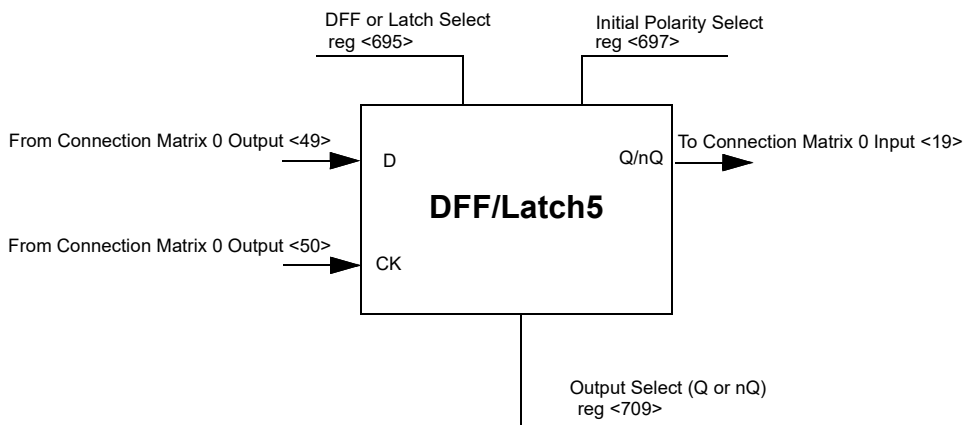 DFF or Latch Select
reg <695>
Initial Polarity Select
reg <697>
From Connection Matrix 0 Output <49>
D
Q/nQ
To Connection Matrix 0 Input <19>
DFF/Latch5
From Connection Matrix 0 Output <50>
CK
Output Select (Q or nQ)
reg <709>